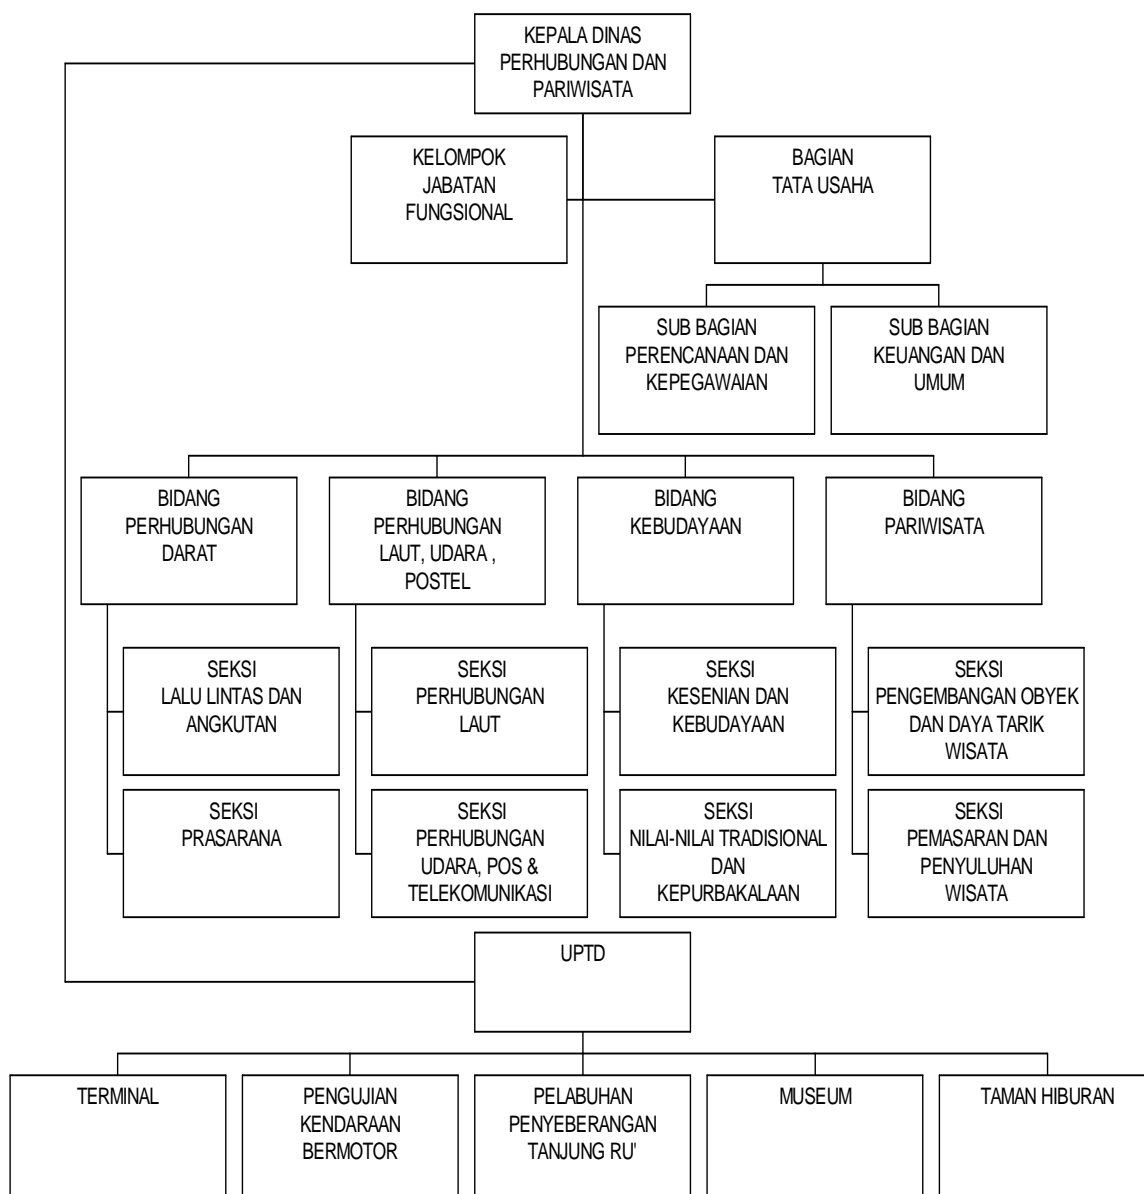 KEPALA DINAS
PERHUBUNGAN DAN
PARIWISATA
KELOMPOK
JABATAN
FUNGSIONAL
BAGIAN
TATA USAHA
SUB BAGIAN
PERENCANAAN DAN
KEPEGAWAIAN
SUB BAGIAN
KEUANGAN DAN
UMUM
BIDANG
PERHUBUNGAN
DARAT
BIDANG
PERHUBUNGAN
LAUT, UDARA ,
POSTEL
BIDANG
KEBUDAYAAN
BIDANG
PARIWISATA
SEKSI
LALU LINTAS DAN
ANGKUTAN
SEKSI
PERHUBUNGAN
LAUT
SEKSI
KESENIAN DAN
KEBUDAYAAN
SEKSI
PENGEMBANGAN OBYEK
DAN DAYA TARIK
WISATA
SEKSI
PRASARANA
SEKSI
PERHUBUNGAN
UDARA, POS &
TELEKOMUNIKASI
SEKSI
NILAI-NILAI TRADISIONAL
DAN
KEPURBAKALAAN
SEKSI
PEMASARAN DAN
PENYULUHAN
WISATA
UPTD
TERMINAL
PENGUJIAN
KENDARAAN
BERMOTOR
PELABUHAN
PENYEBERANGAN
TANJUNG RU'
MUSEUM
TAMAN HIBURAN